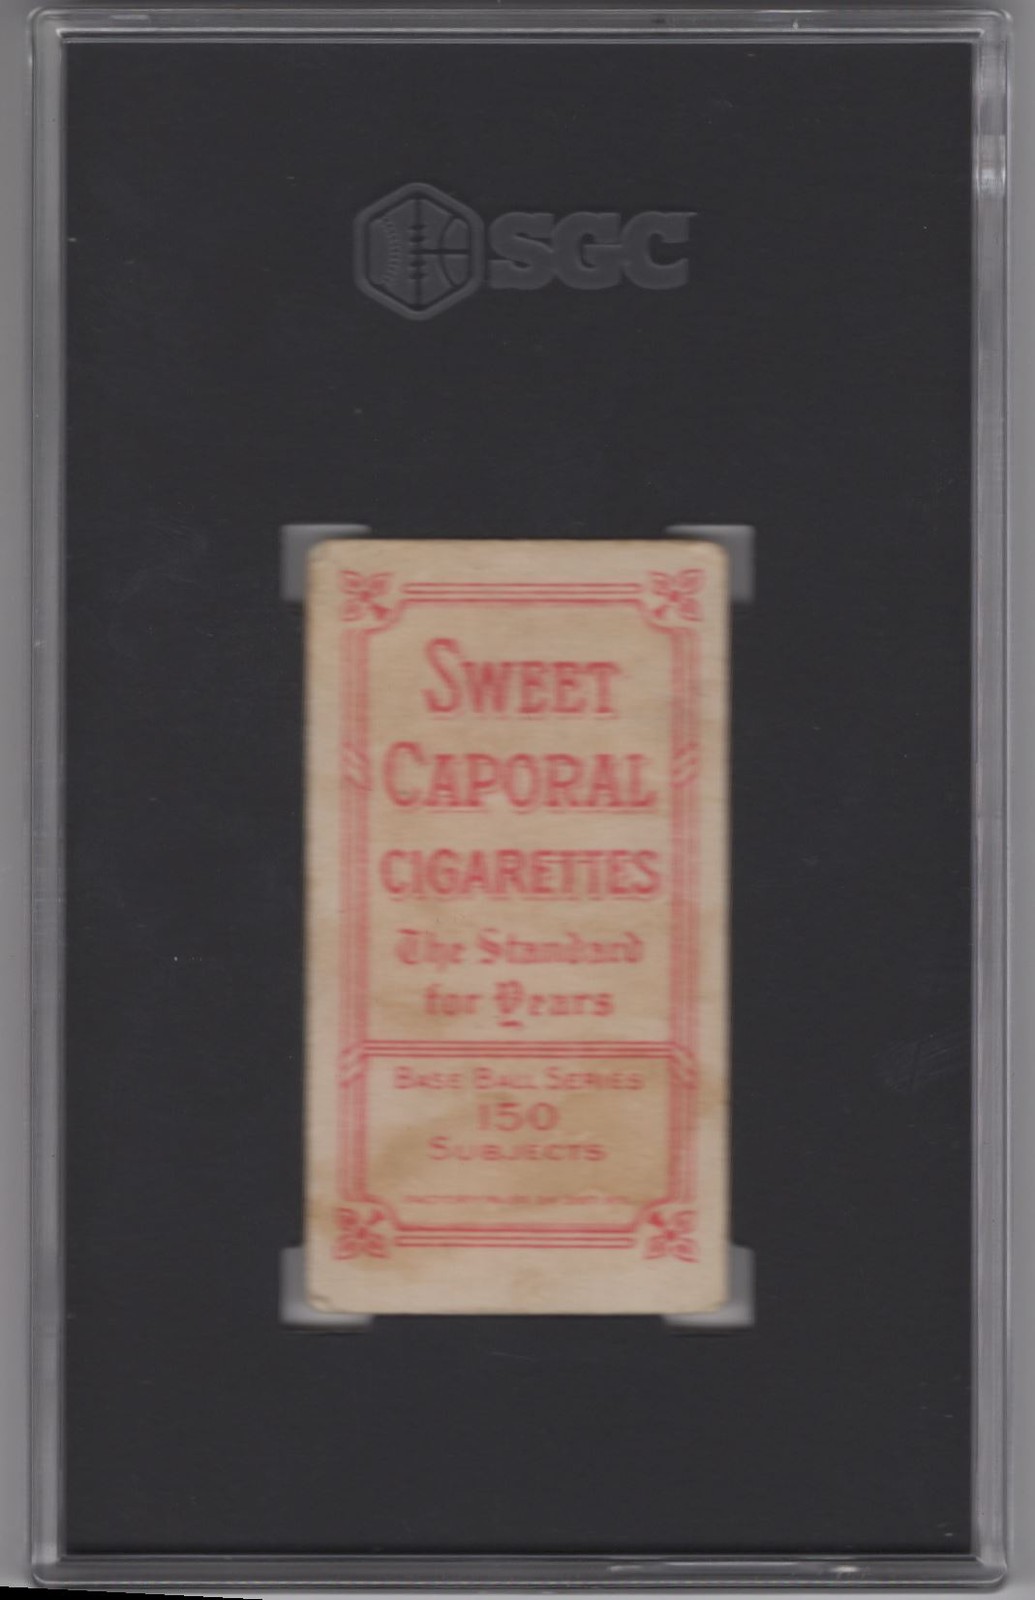 SGC
SWEET
CAPORAL
CIGARETTES
The Standard
for Years
BASE BALL SERIES
150
SUBJECTS